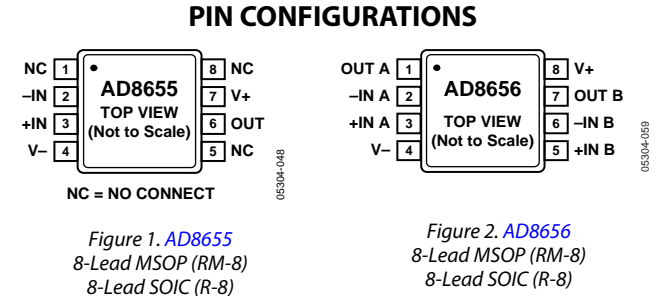 PIN CONFIGURATIONS
NC 1
–IN 2
+IN 3
V– 4
AD8655
TOP VIEW
(Not to Scale)
8 NC
7 V+
6 OUT
5 NC
NC = NO CONNECT
05304-048
Figure 1. AD8655
8-Lead MSOP (RM-8)
8-Lead SOIC (R-8)
OUT A 1
–IN A 2
+IN A 3
V– 4
AD8656
TOP VIEW
(Not to Scale)
8 V+
7 OUT B
6 –IN B
5 +IN B
05304-059
Figure 2. AD8656
8-Lead MSOP (RM-8)
8-Lead SOIC (R-8)